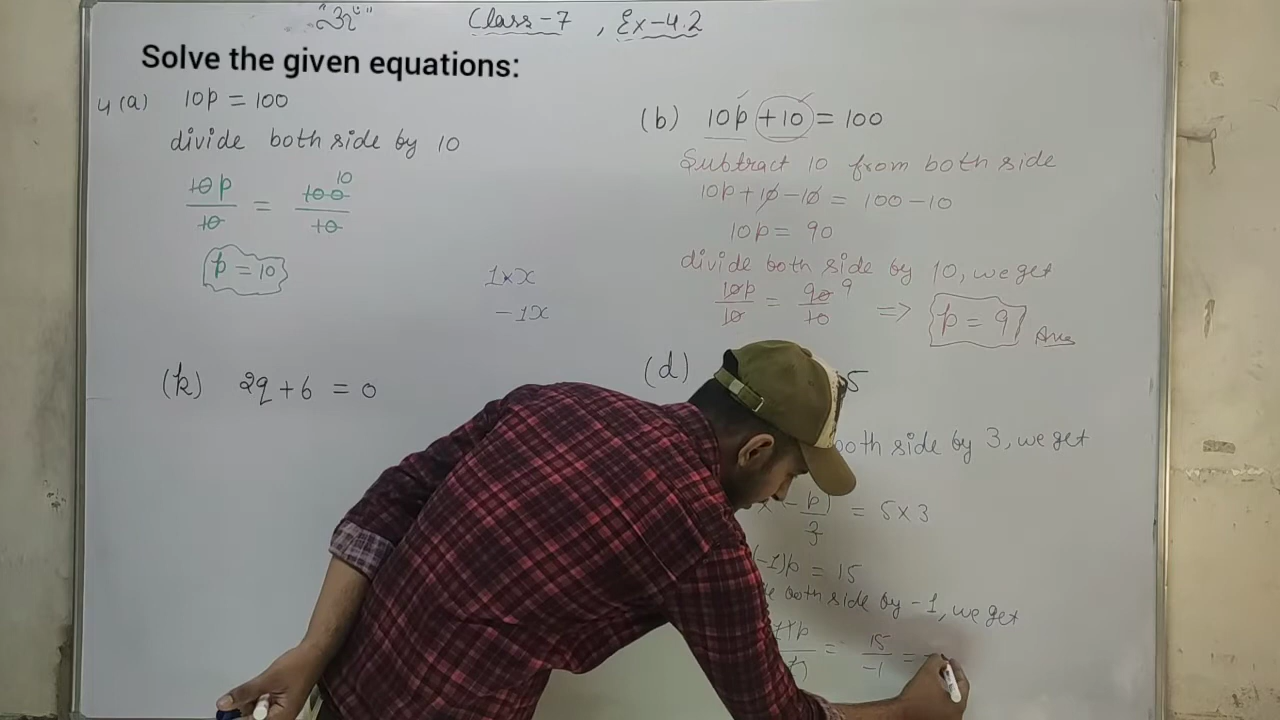 "ॐ"
Class-7, Ex-4.2
Solve the given equations:
4 (a) 10p = 100
divide both side by 10
10p/10 = 100/10 10
p = 10
1×x
-1x
(b) 10p + 10 = 100
Subtract 10 from both side
10p + 10 - 10 = 100 - 10
10p = 90
divide both side by 10, we get
10p/10 = 90/10 9 => p = 9 Ans
(k) 2q + 6 = 0
(d) 5
both side by 3, we get
- p/3) = 5 × 3
(-1)p = 15
both side by -1, we get
= 15/-1 = -